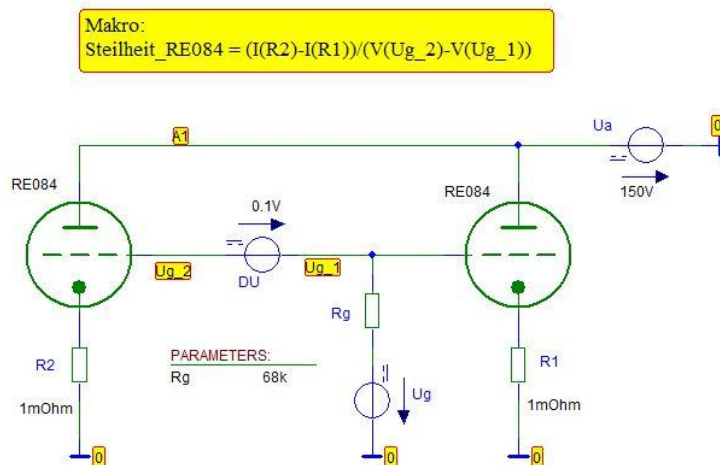 Makro:
Steilheit_RE084 = (I(R2)-I(R1))/(V(Ug_2)-V(Ug_1))
A1
Ua
0
RE084
RE084
150V
0.1V
Ug_2
DU
Ug_1
Rg
R2
PARAMETERS:
Rg 68k
Ug
R1
1mOhm
1mOhm
0
0
0